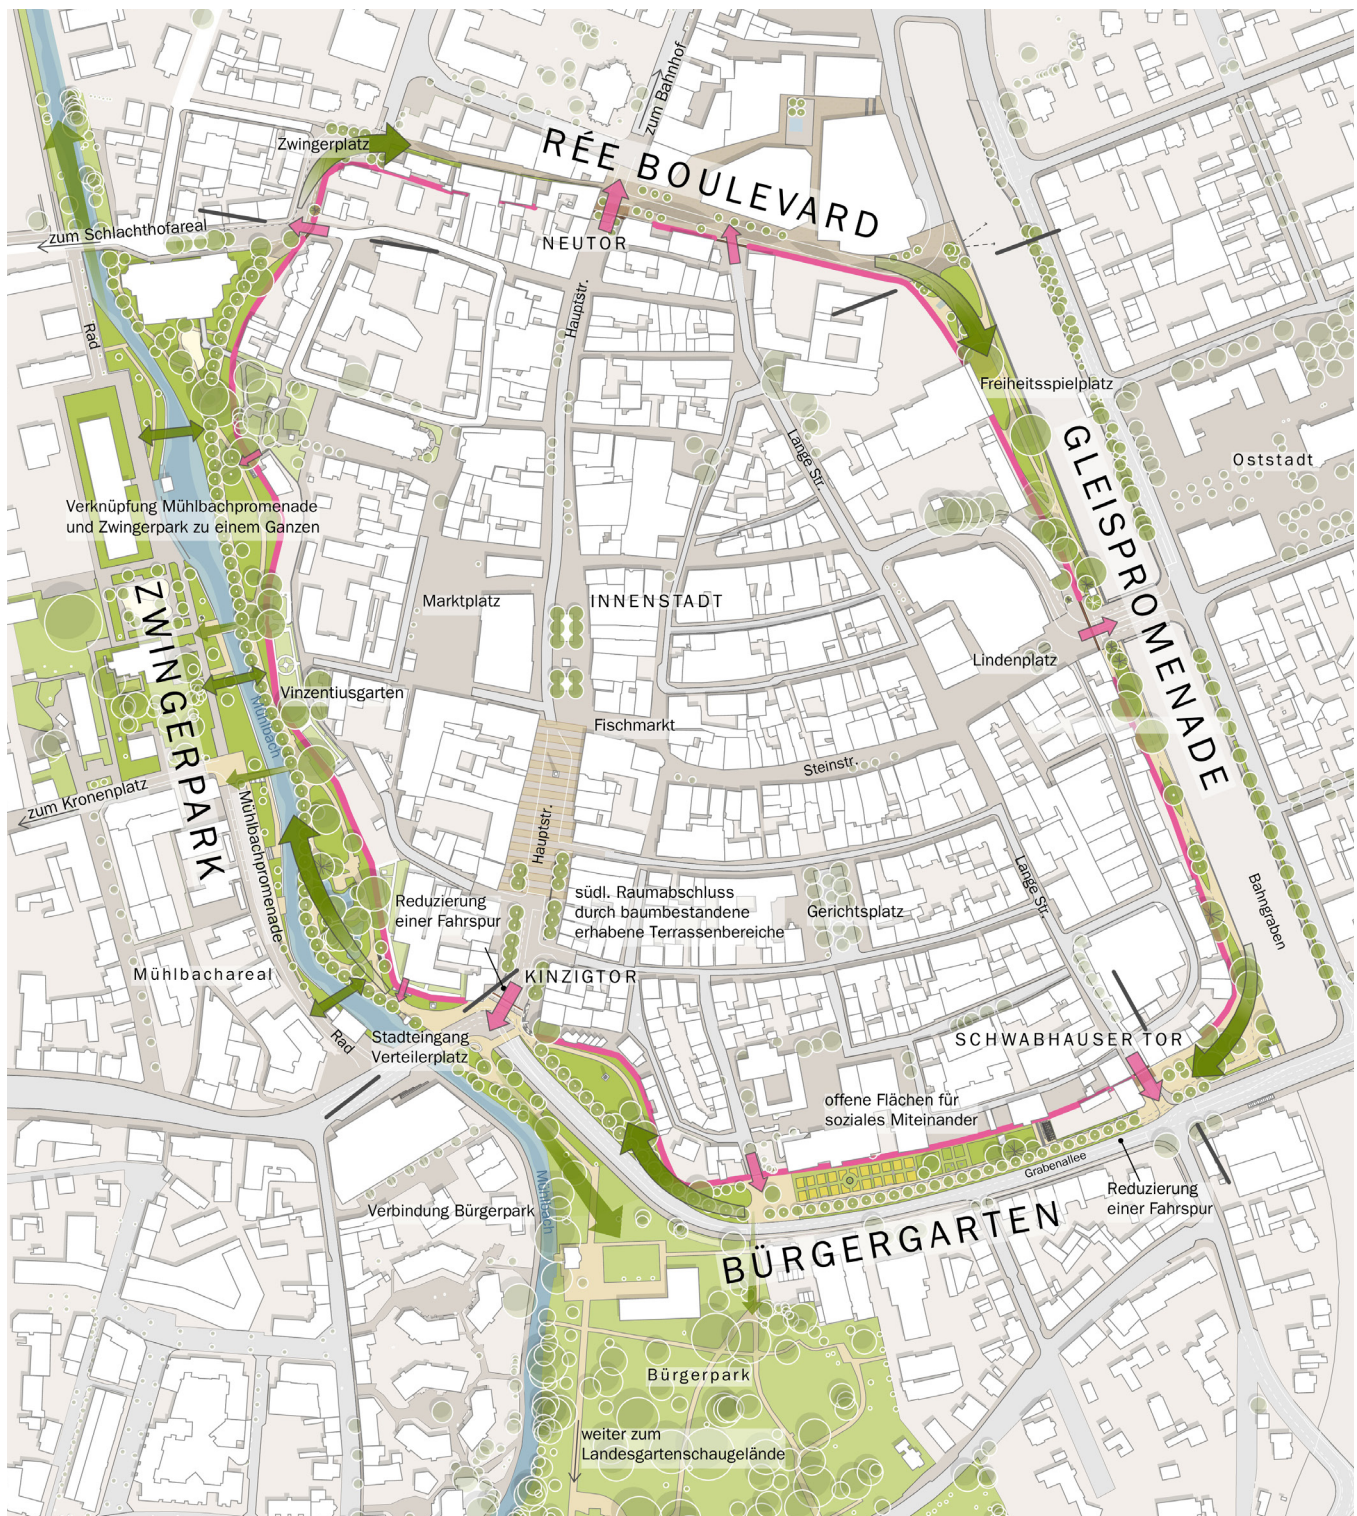 zum Bahnhof
Zwingerplatz
RÉE BOULEVARD
zum Schlachthofareal
NEUTOR
Hauptstr.
Rad
Freiheitsspielplatz
GLEISPROMENADE
Lange Str.
Oststadt
Verknüpfung Mühlbachpromenade
und Zwingerpark zu einem Ganzen
ZWINGERPARK
Marktplatz
INNENSTADT
Lindenplatz
Vinzentiusgarten
Mühlbach
Fischmarkt
Steinstr.
zum Kronenplatz
Mühlbachpromenade
Hauptstr.
Reduzierung
einer Fahrspur
südl. Raumabschluss
durch baumbestandene
erhabene Terrassenbereiche
Gerichtsplatz
Lange Str.
Bahngraben
Mühlbachareal
KINZIGTOR
Rad
Stadteingang
Verteilerplatz
SCHWABHAUSER TOR
offene Flächen für
soziales Miteinander
Grabenallee
Reduzierung
einer Fahrspur
Verbindung Bürgerpark
Mühlbach
BÜRGERGARTEN
Bürgerpark
weiter zum
Landesgartenschaugelände